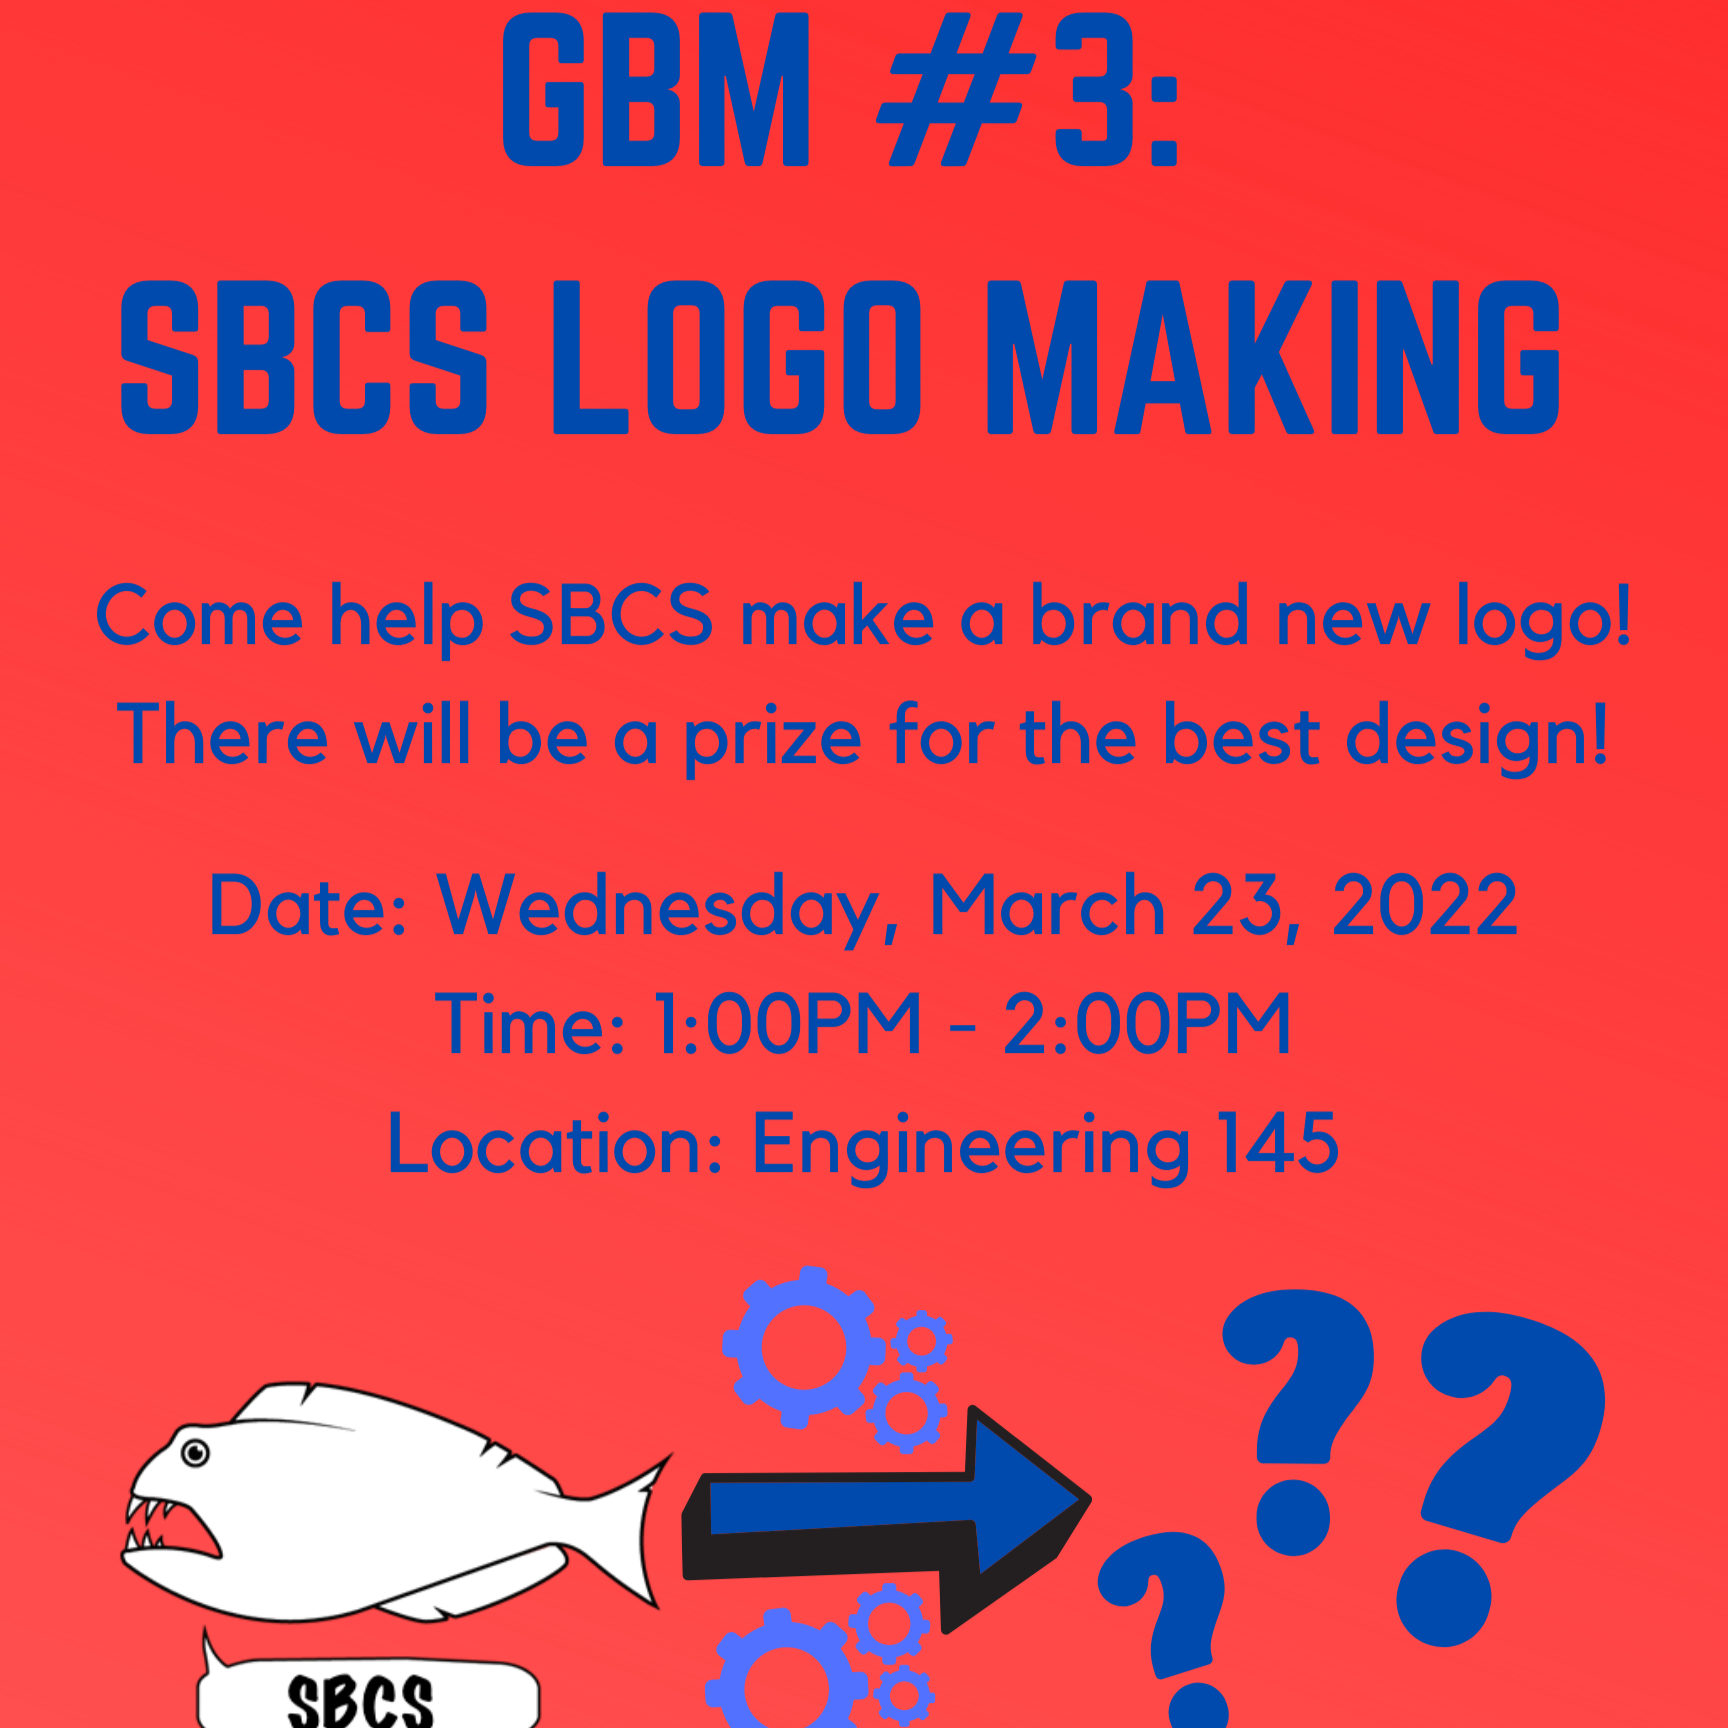 GBM #3:
SBCS LOGO MAKING
Come help SBCS make a brand new logo!
There will be a prize for the best design!
Date: Wednesday, March 23, 2022
Time: 1:00PM - 2:00PM
Location: Engineering 145
SBCS